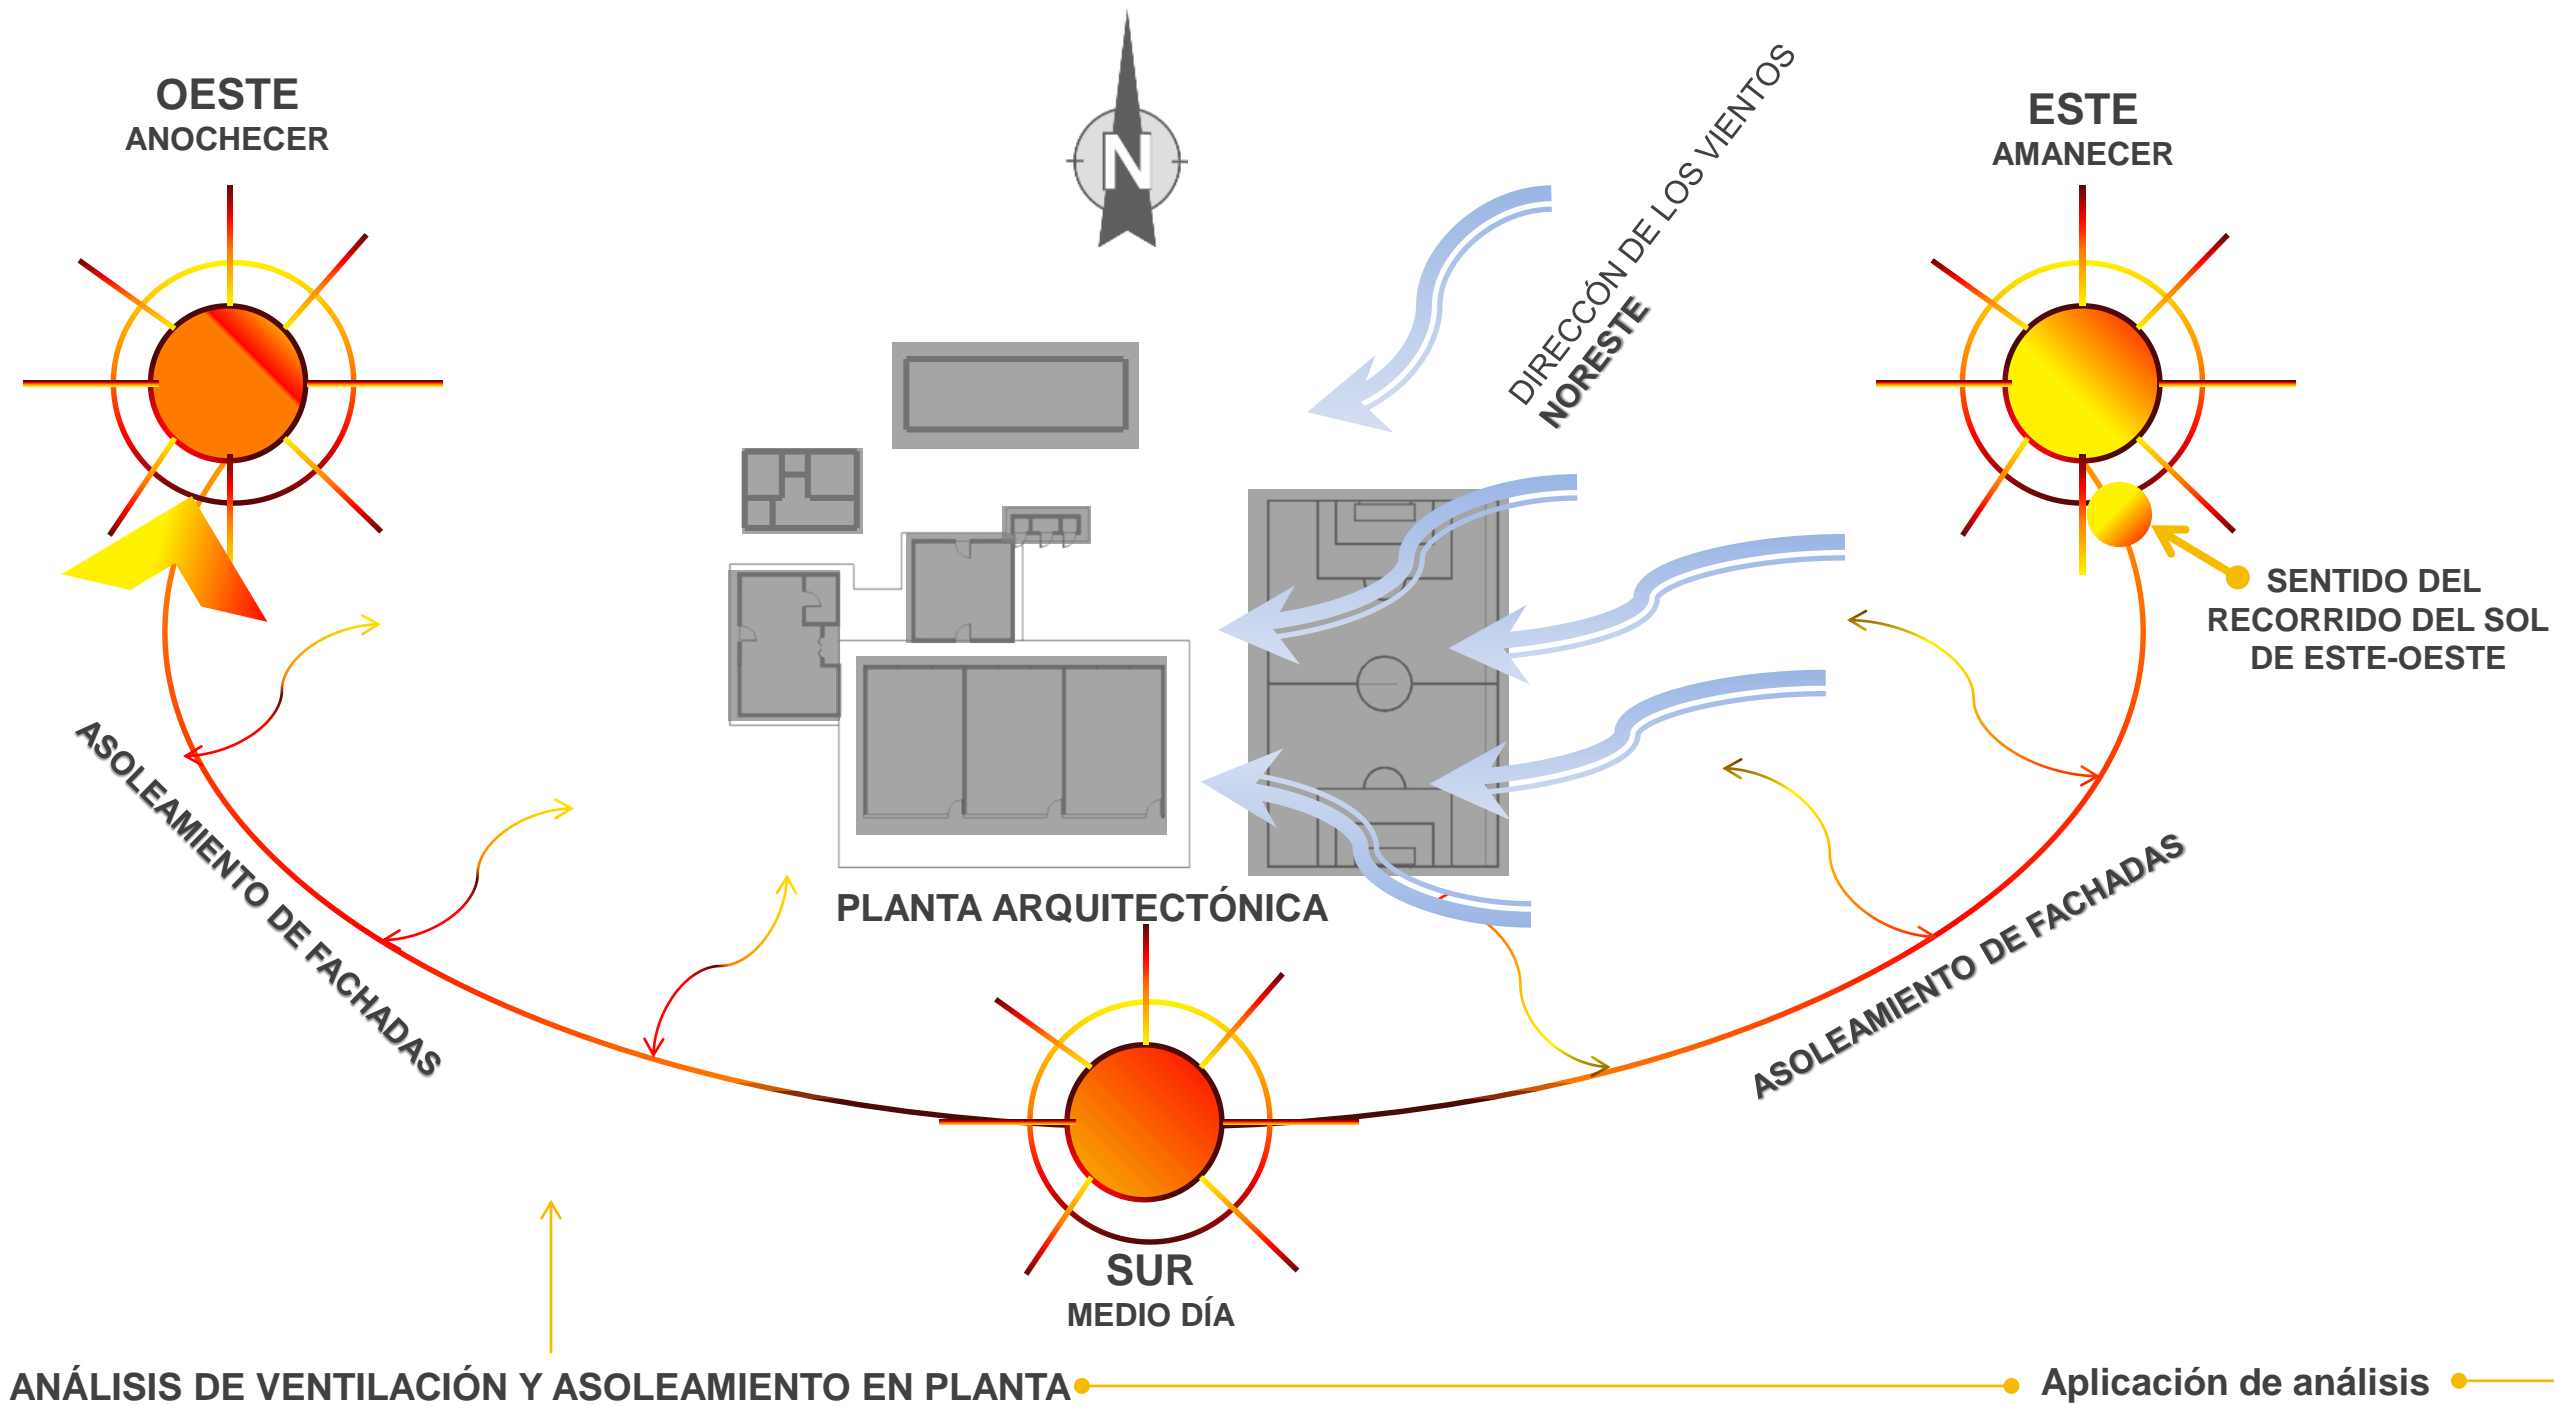 OESTE
ANOCHECER
N
DIRECCÓN DE LOS VIENTOS
NORESTE
ESTE
AMANECER
SENTIDO DEL
RECORRIDO DEL SOL
DE ESTE-OESTE
ASOLEAMIENTO DE FACHADAS
PLANTA ARQUITECTÓNICA
ASOLEAMIENTO DE FACHADAS
SUR
MEDIO DÍA
ANÁLISIS DE VENTILACIÓN Y ASOLEAMIENTO EN PLANTA
Aplicación de análisis